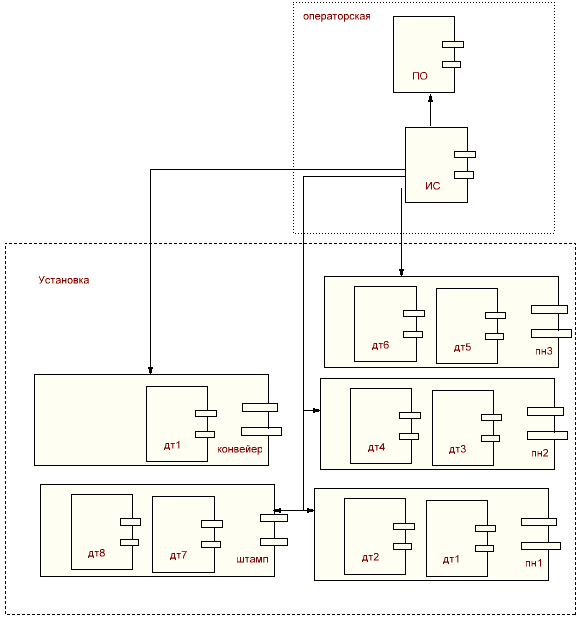 операторская
ПО
ИС
Установка
дт6
дт5
пн3
дт1
конвейер
дт4
дт3
пн2
дт8
дт7
штамп
дт2
дт1
пн1